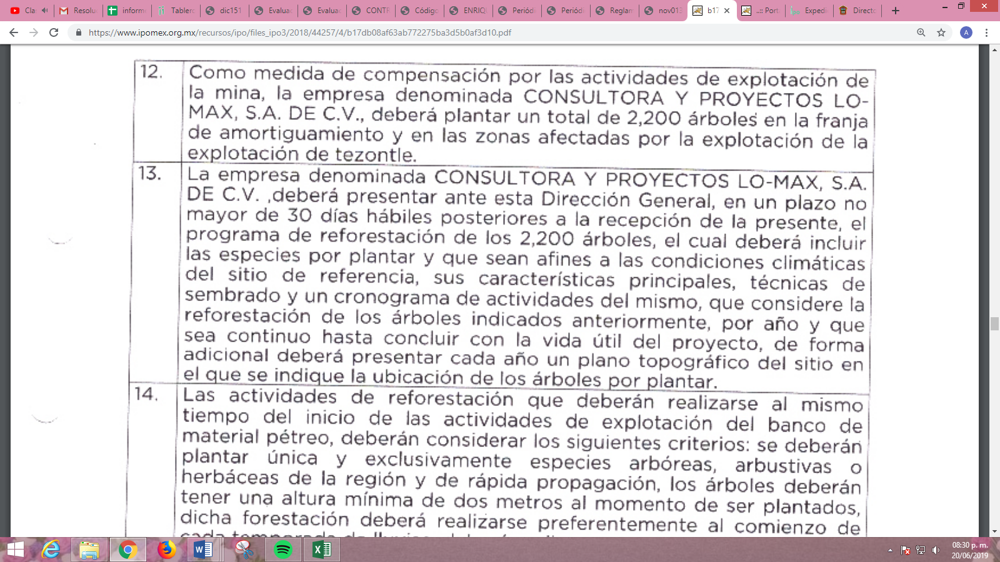 Cla
Resolu
inform
Tablerc
dic151
Evaluac
Evaluac
CONTR
Código
ENRIQU
Periódi
Periódi
Reglam
nov013
b17
..:: Port
Expedi
Directo
https://www.ipomex.org.mx/recursos/ipo/files_ipo3/2018/44257/4/b17db08af63ab772275ba3d5b0af3d10.pdf
A
12. Como medida de compensación por las actividades de explotación de
la mina, la empresa denominada CONSULTORA Y PROYECTOS LO-
MAX, S.A. DE C.V., deberá plantar un total de 2,200 árboles en la franja
de amortiguamiento y en las zonas afectadas por la explotación de la
explotación de tezontle.
13. La empresa denominada CONSULTORA Y PROYECTOS LO-MAX, S.A.
DE C.V. ,deberá presentar ante esta Dirección General, en un plazo no
mayor de 30 días hábiles posteriores a la recepción de la presente, el
programa de reforestación de los 2,200 árboles, el cual deberá incluir
las especies por plantar y que sean afines a las condiciones climáticas
del sitio de referencia, sus características principales, técnicas de
sembrado y un cronograma de actividades del mismo, que considere la
reforestación de los árboles indicados anteriormente, por año y que
sea continuo hasta concluir con la vida útil del proyecto, de forma
adicional deberá presentar cada año un plano topográfico del sitio en
el que se indique la ubicación de los árboles por plantar.
14. Las actividades de reforestación que deberán realizarse al mismo
tiempo del inicio de las actividades de explotación del banco de
material pétreo, deberán considerar los siguientes criterios: se deberán
plantar única y exclusivamente especies arbóreas, arbustivas o
herbáceas de la región y de rápida propagación, los árboles deberán
tener una altura mínima de dos metros al momento de ser plantados,
dicha forestación deberá realizarse preferentemente al comienzo de
cada temporada de lluvias
08:30 p. m.
20/06/2019